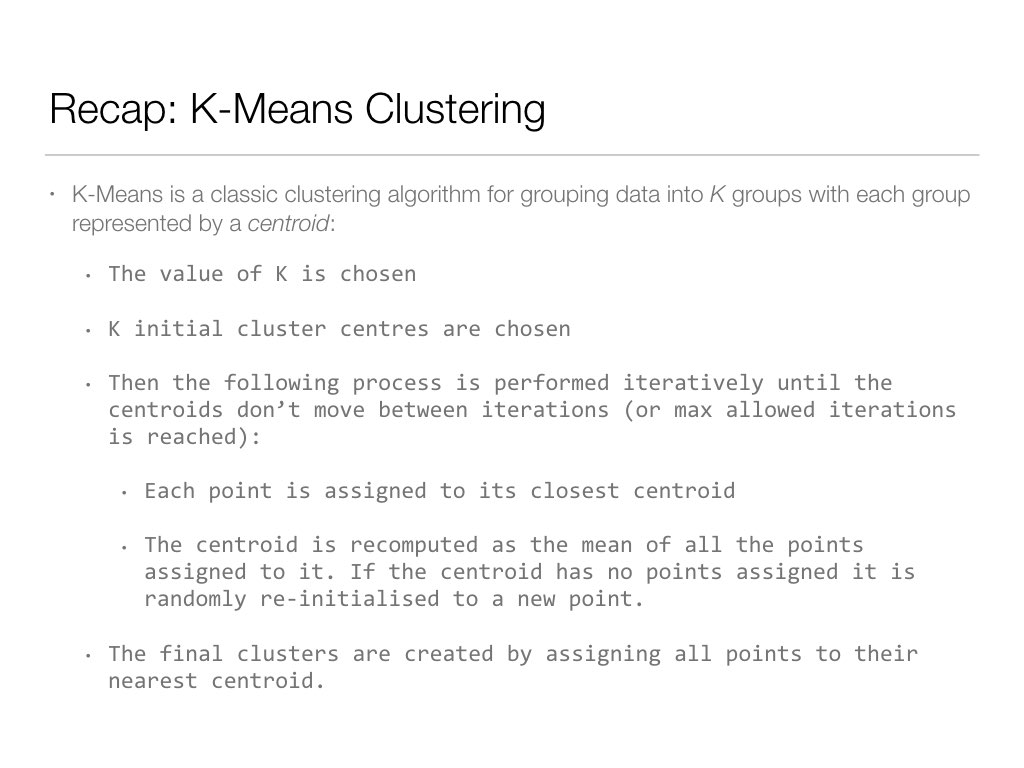 Recap: K-Means Clustering
• K-Means is a classic clustering algorithm for grouping data into K groups with each group
represented by a centroid:
• The value of K is chosen
• K initial cluster centres are chosen
• Then the following process is performed iteratively until the
centroids don’t move between iterations (or max allowed iterations
is reached):
• Each point is assigned to its closest centroid
• The centroid is recomputed as the mean of all the points
assigned to it. If the centroid has no points assigned it is
randomly re-initialised to a new point.
• The final clusters are created by assigning all points to their
nearest centroid.